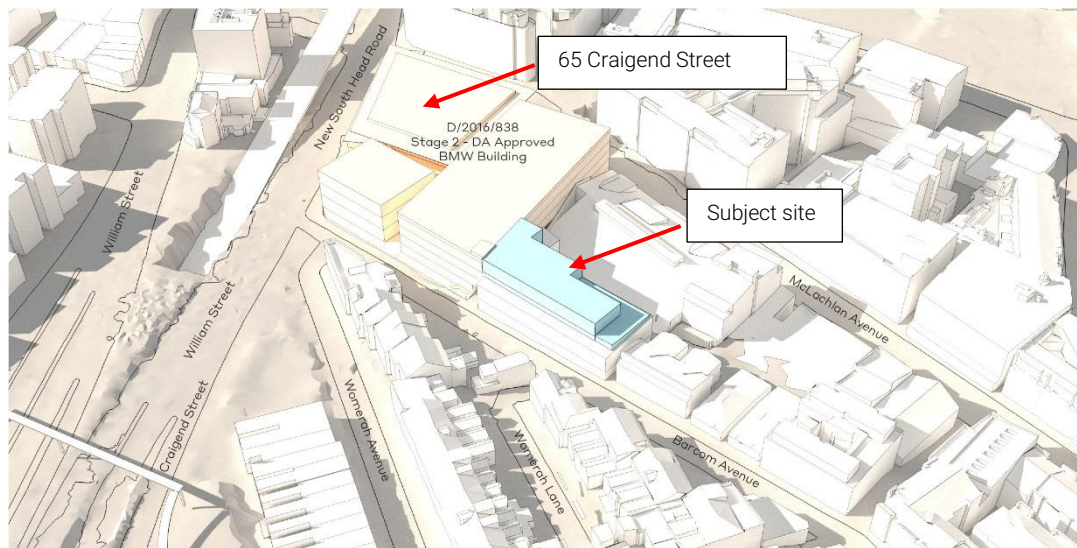 New South Head Road
65 Craigend Street
D/2016/838
Stage 2 - DA Approved
BMW Building
William Street
Subject site
William Street
McLachlan Avenue
Craigend Street
Womerah Avenue
Womerah Lane
Barcom Avenue